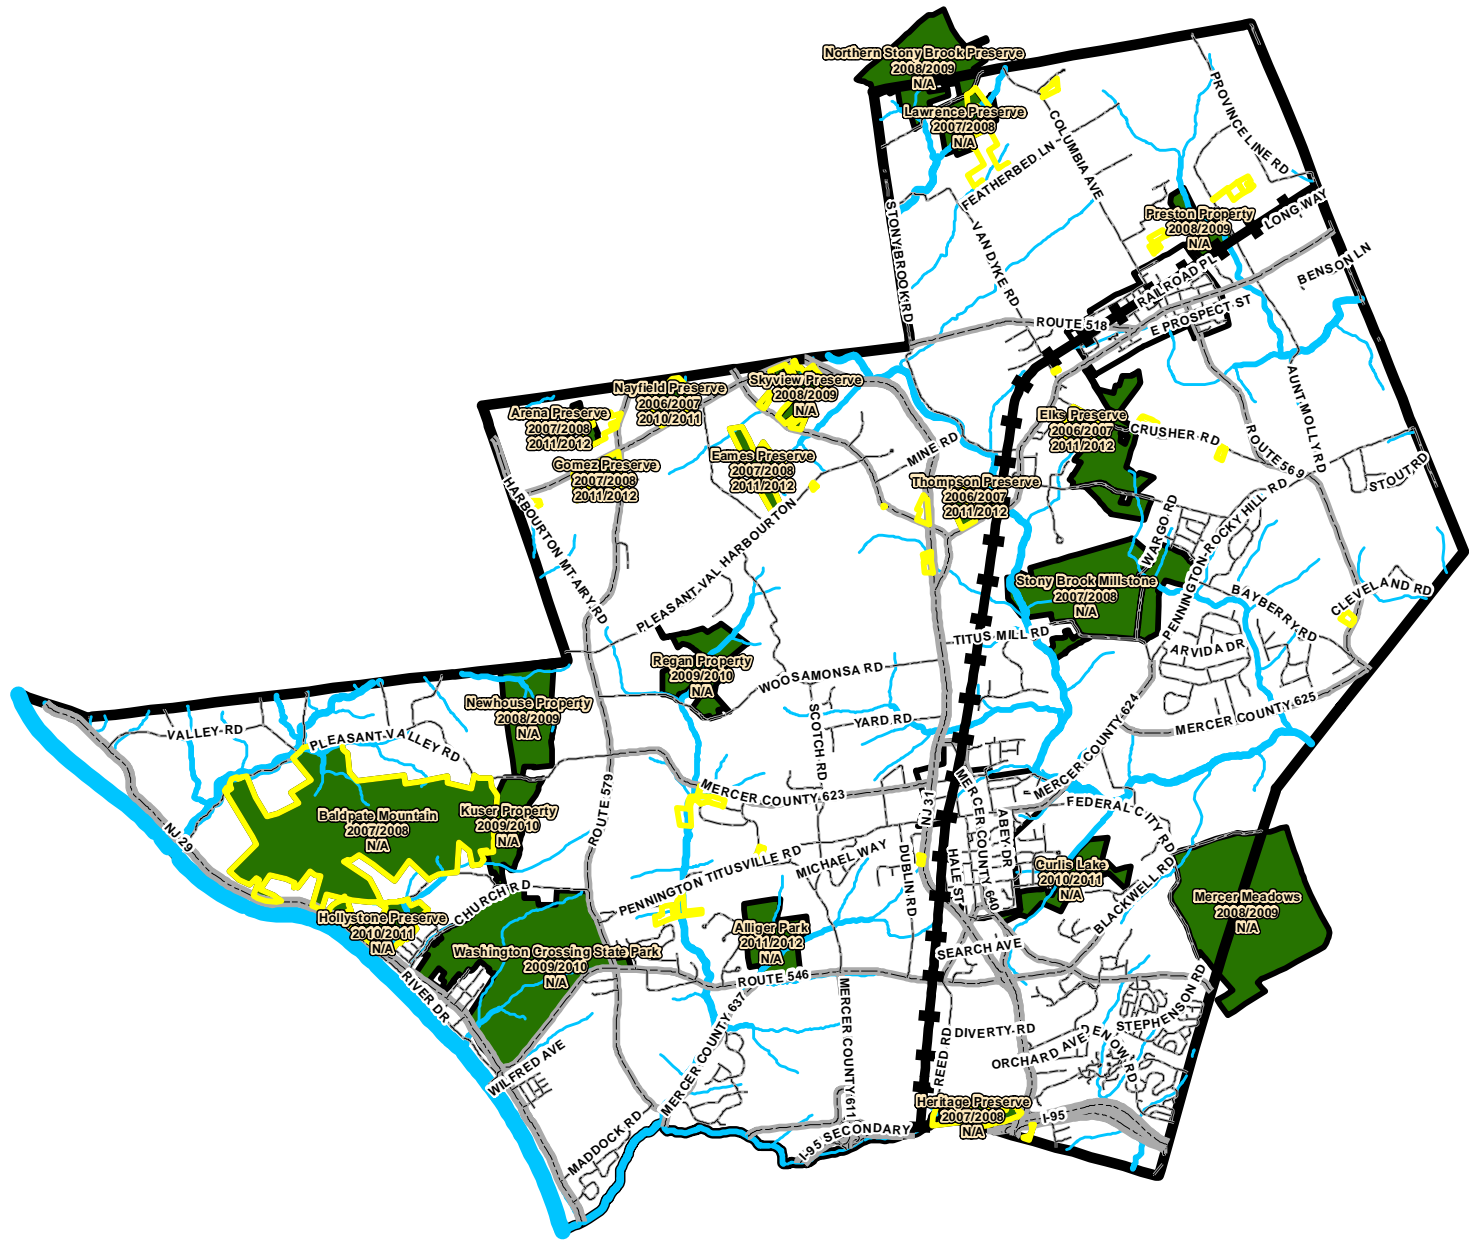 Northern Stony Brook Preserve
2008/2009
N/A
Lawrence Preserve
2007/2008
N/A
PROVINCE LINE RD
COLUMBIA AVE
FEATHERBED LN
STONY BROOK RD
VAN DYKE RD
Preston Property
2008/2009
N/A
LONG WAY
BENSON LN
RAILROAD PL
E PROSPECT ST
ROUTE 518
Nayfield Preserve
2006/2007
2010/2011
Skyview Preserve
2008/2009
N/A
Arena Preserve
2007/2008
2011/2012
Gomez Preserve
2007/2008
2011/2012
Eames Preserve
2007/2008
2011/2012
MINE RD
Elks Preserve
2006/2007
2011/2012
CRUSHER RD
AUNT MOLLY RD
ROUTE 569
STOUT RD
Thompson Preserve
2006/2007
2011/2012
HARBOURTON MT AIRY RD
PLEASANT VAL HARBOURTON
WARGO RD
PENNINGTON-ROCKY HILL RD
Stony Brook Millstone
2007/2008
N/A
BAYBERRY RD
CLEVELAND RD
TITUS MILL RD
ARVIDA DR
Regan Property
2009/2010
N/A
WOOSAMONSA RD
SCOTCH RD
YARD RD
MERCER COUNTY 624
MERCER COUNTY 625
Newhouse Property
2008/2009
N/A
VALLEY RD
PLEASANT VALLEY RD
ROUTE 579
MERCER COUNTY 623
NJ 31
MERCER COUNTY 640
ABEY DR
FEDERAL CITY RD
NJ 29
Baldpate Mountain
2007/2008
N/A
Kuser Property
2009/2010
N/A
PENNINGTON TITUSVILLE RD
MICHAEL WAY
DUBLIN RD
HALE ST
Curlis Lake
2010/2011
N/A
BLACKWELL RD
Mercer Meadows
2008/2009
N/A
CHURCH RD
Hollystone Preserve
2010/2011
N/A
Washington Crossing State Park
2009/2010
N/A
Alliger Park
2011/2012
N/A
SEARCH AVE
ROUTE 546
RIVER DR
MERCER COUNTY 637
MERCER COUNTY 611
REED RD
DIVERTY RD
ORCHARD AVE
DENOW RD
STEPHENSON RD
WILFRED AVE
Heritage Preserve
2007/2008
N/A
I-95
MADDOCK RD
I-95 SECONDARY